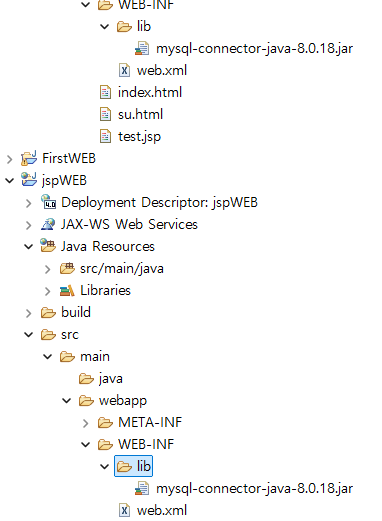 WEB-INF
lib
mysql-connector-java-8.0.18.jar
web.xml
index.html
su.html
test.jsp
FirstWEB
jspWEB
Deployment Descriptor: jspWEB
JAX-WS Web Services
Java Resources
src/main/java
Libraries
build
src
main
java
webapp
META-INF
WEB-INF
lib
mysql-connector-java-8.0.18.jar
web.xml